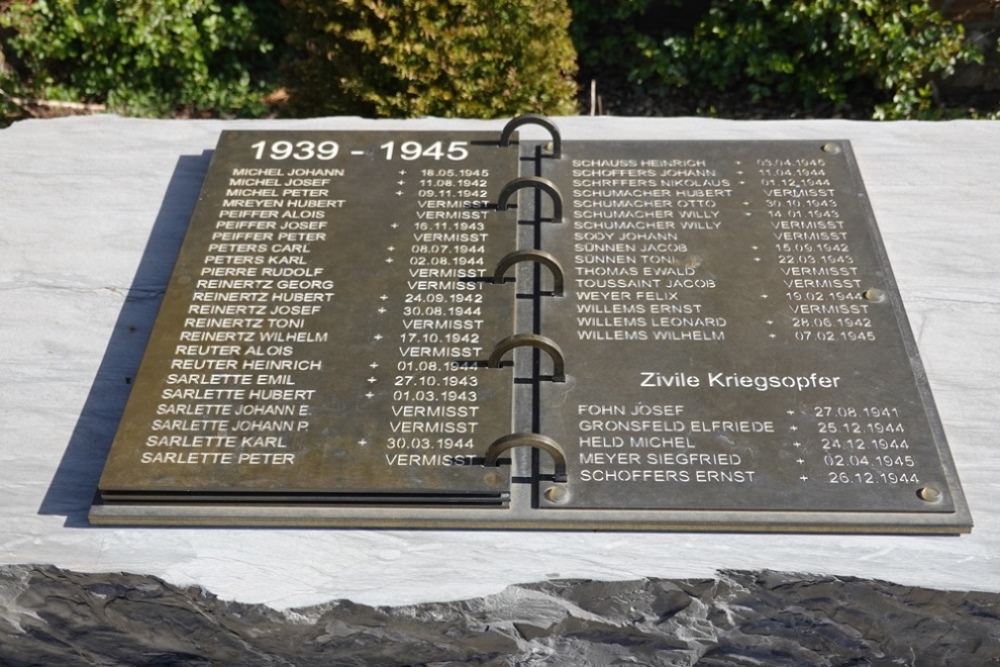 1939 - 1945
MICHEL JOHANN + 18.05.1945
MICHEL JOSEF + 11.08.1942
MICHEL PETER + 09.11.1942
MREYEN HUBERT VERMISST
PEIFFER ALOIS VERMISST
PEIFFER JOSEF + 16.11.1943
PEIFFER PETER VERMISST
PETERS CARL + 08.07.1944
PETERS KARL + 02.08.1944
PIERRE RUDOLF VERMISST
REINERTZ GEORG VERMISST
REINERTZ HUBERT + 24.09.1942
REINERTZ JOSEF + 30.08.1944
REINERTZ TONI VERMISST
REINERTZ WILHELM + 17.10.1942
REUTER ALOIS VERMISST
REUTER HEINRICH + 01.08.1944
SARLETTE EMIL + 27.10.1943
SARLETTE HUBERT + 01.03.1943
SARLETTE JOHANN E. VERMISST
SARLETTE JOHANN P. VERMISST
SARLETTE KARL + 30.03.1944
SARLETTE PETER VERMISST
SCHAUSS HEINRICH + 03.04.1945
SCHOFFERS JOHANN + 11.04.1944
SCHRFFERS NIKOLAUS + 01.12.1944
SCHUMACHER HUBERT VERMISST
SCHUMACHER OTTO + 30.10.1943
SCHUMACHER WILLY + 14.01.1943
SCHUMACHER WILLY VERMISST
SODY JOHANN VERMISST
SÜNNEN JACOB + 15.09.1942
SÜNNEN TONI + 22.03.1943
THOMAS EWALD VERMISST
TOUSSAINT JACOB VERMISST
WEYER FELIX + 19.02.1944
WILLEMS ERNST VERMISST
WILLEMS LEONARD + 28.06.1942
WILLEMS WILHELM + 07.02.1945
Zivile Kriegsopfer
FOHN JOSEF + 27.08.1941
GRONSFELD ELFRIEDE + 25.12.1944
HELD MICHEL + 24.12.1944
MEYER SIEGFRIED + 02.04.1945
SCHOFFERS ERNST + 26.12.1944